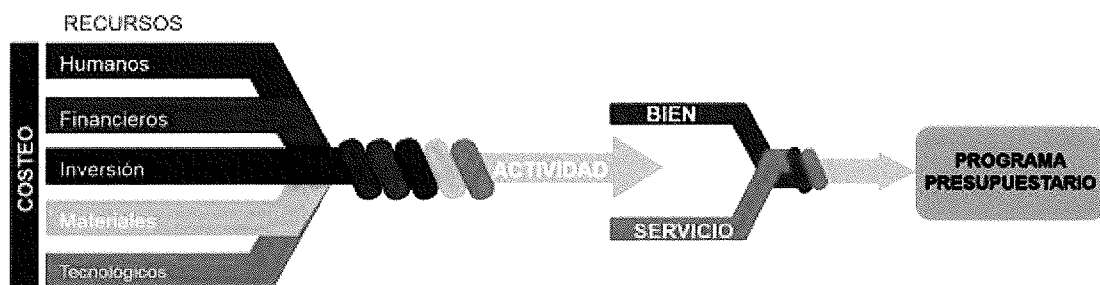 RECURSOS
COSTEO
Humanos
Financieros
Inversión
Materiales
Tecnológicos
ACTIVIDAD
BIEN
SERVICIO
PROGRAMA
PRESUPUESTARIO